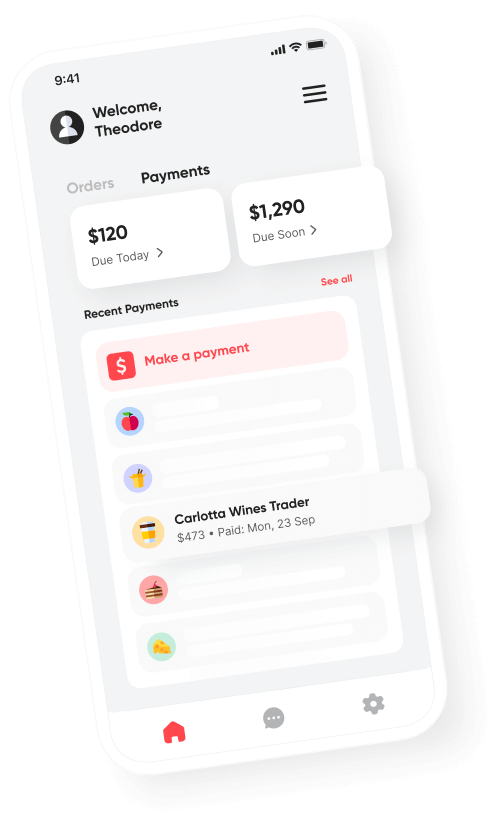 9:41
Welcome,
Theodore
Orders
Payments
$120
Due Today
$1,290
Due Soon
Recent Payments
See all
$
Make a payment
Carlotta Wines Trader
$473 • Paid: Mon, 23 Sep